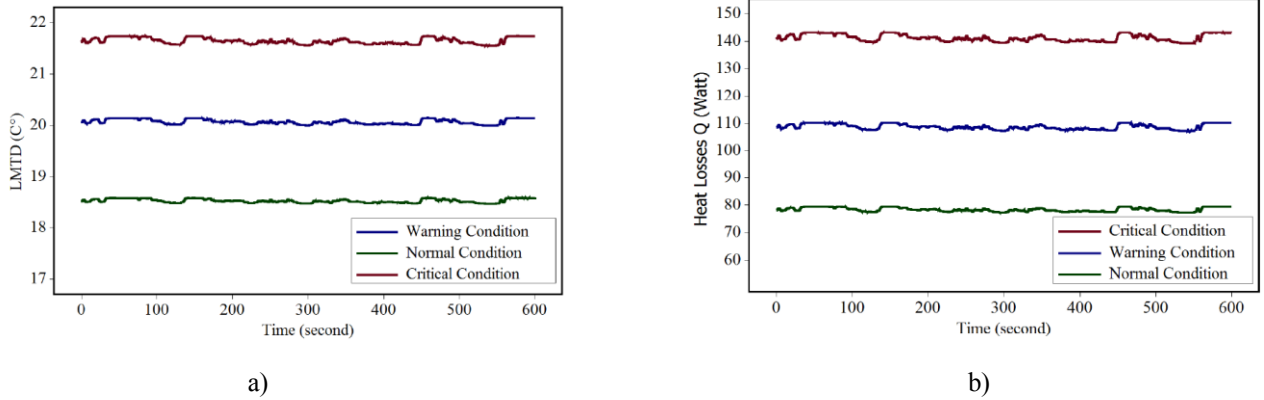 22
21
20
19
18
17
LMTD (C°)
0 100 200 300 400 500 600
Time (second)
Warning Condition
Normal Condition
Critical Condition
a)
150
140
130
120
110
100
90
80
70
60
Heat Losses Q (Watt)
0 100 200 300 400 500 600
Time (second)
Critical Condition
Warning Condition
Normal Condition
b)